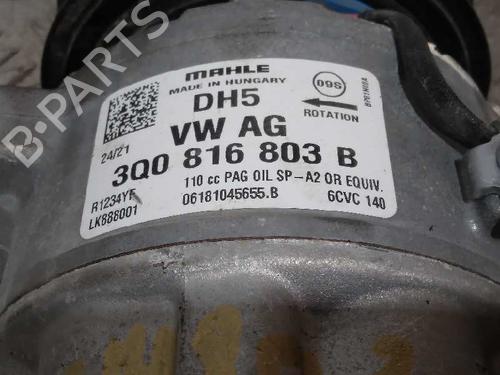 MAHLE
MADE IN HUNGARY
DH5
09S
ROTATION
VW AG
24/21
3Q0 816 803 B
R1234YF
LK888001
110 cc PAG OIL SP-A2 OR EQUIV.
06181045655.B
6CVC 140